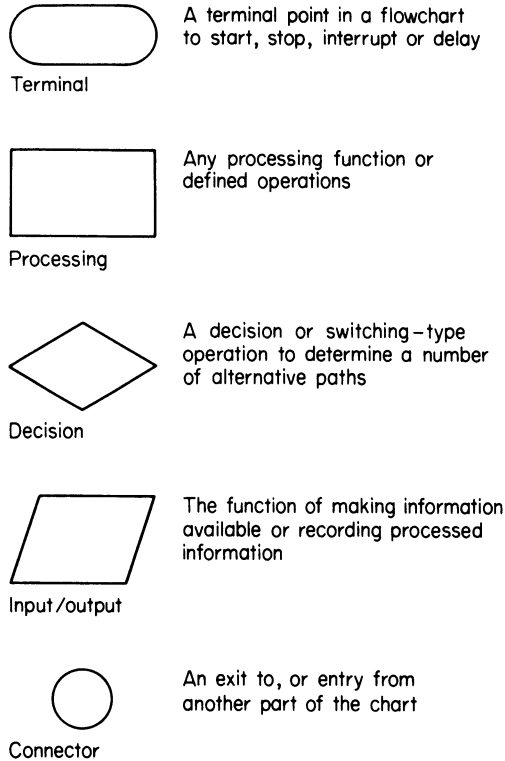 A terminal point in a flowchart
to start, stop, interrupt or delay
Terminal
Any processing function or
defined operations
Processing
A decision or switching-type
operation to determine a number
of alternative paths
Decision
The function of making information
available or recording processed
information
Input/output
An exit to, or entry from
another part of the chart
Connector